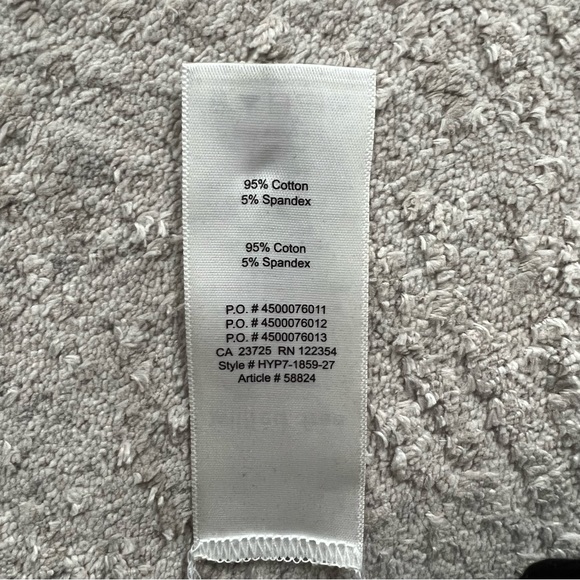 95% Cotton
5% Spandex
95% Coton
5% Spandex
P.O. # 4500076011
P.O. # 4500076012
P.O. # 4500076013
CA 23725 RN 122354
Style # HYP7-1859-27
Article # 58824